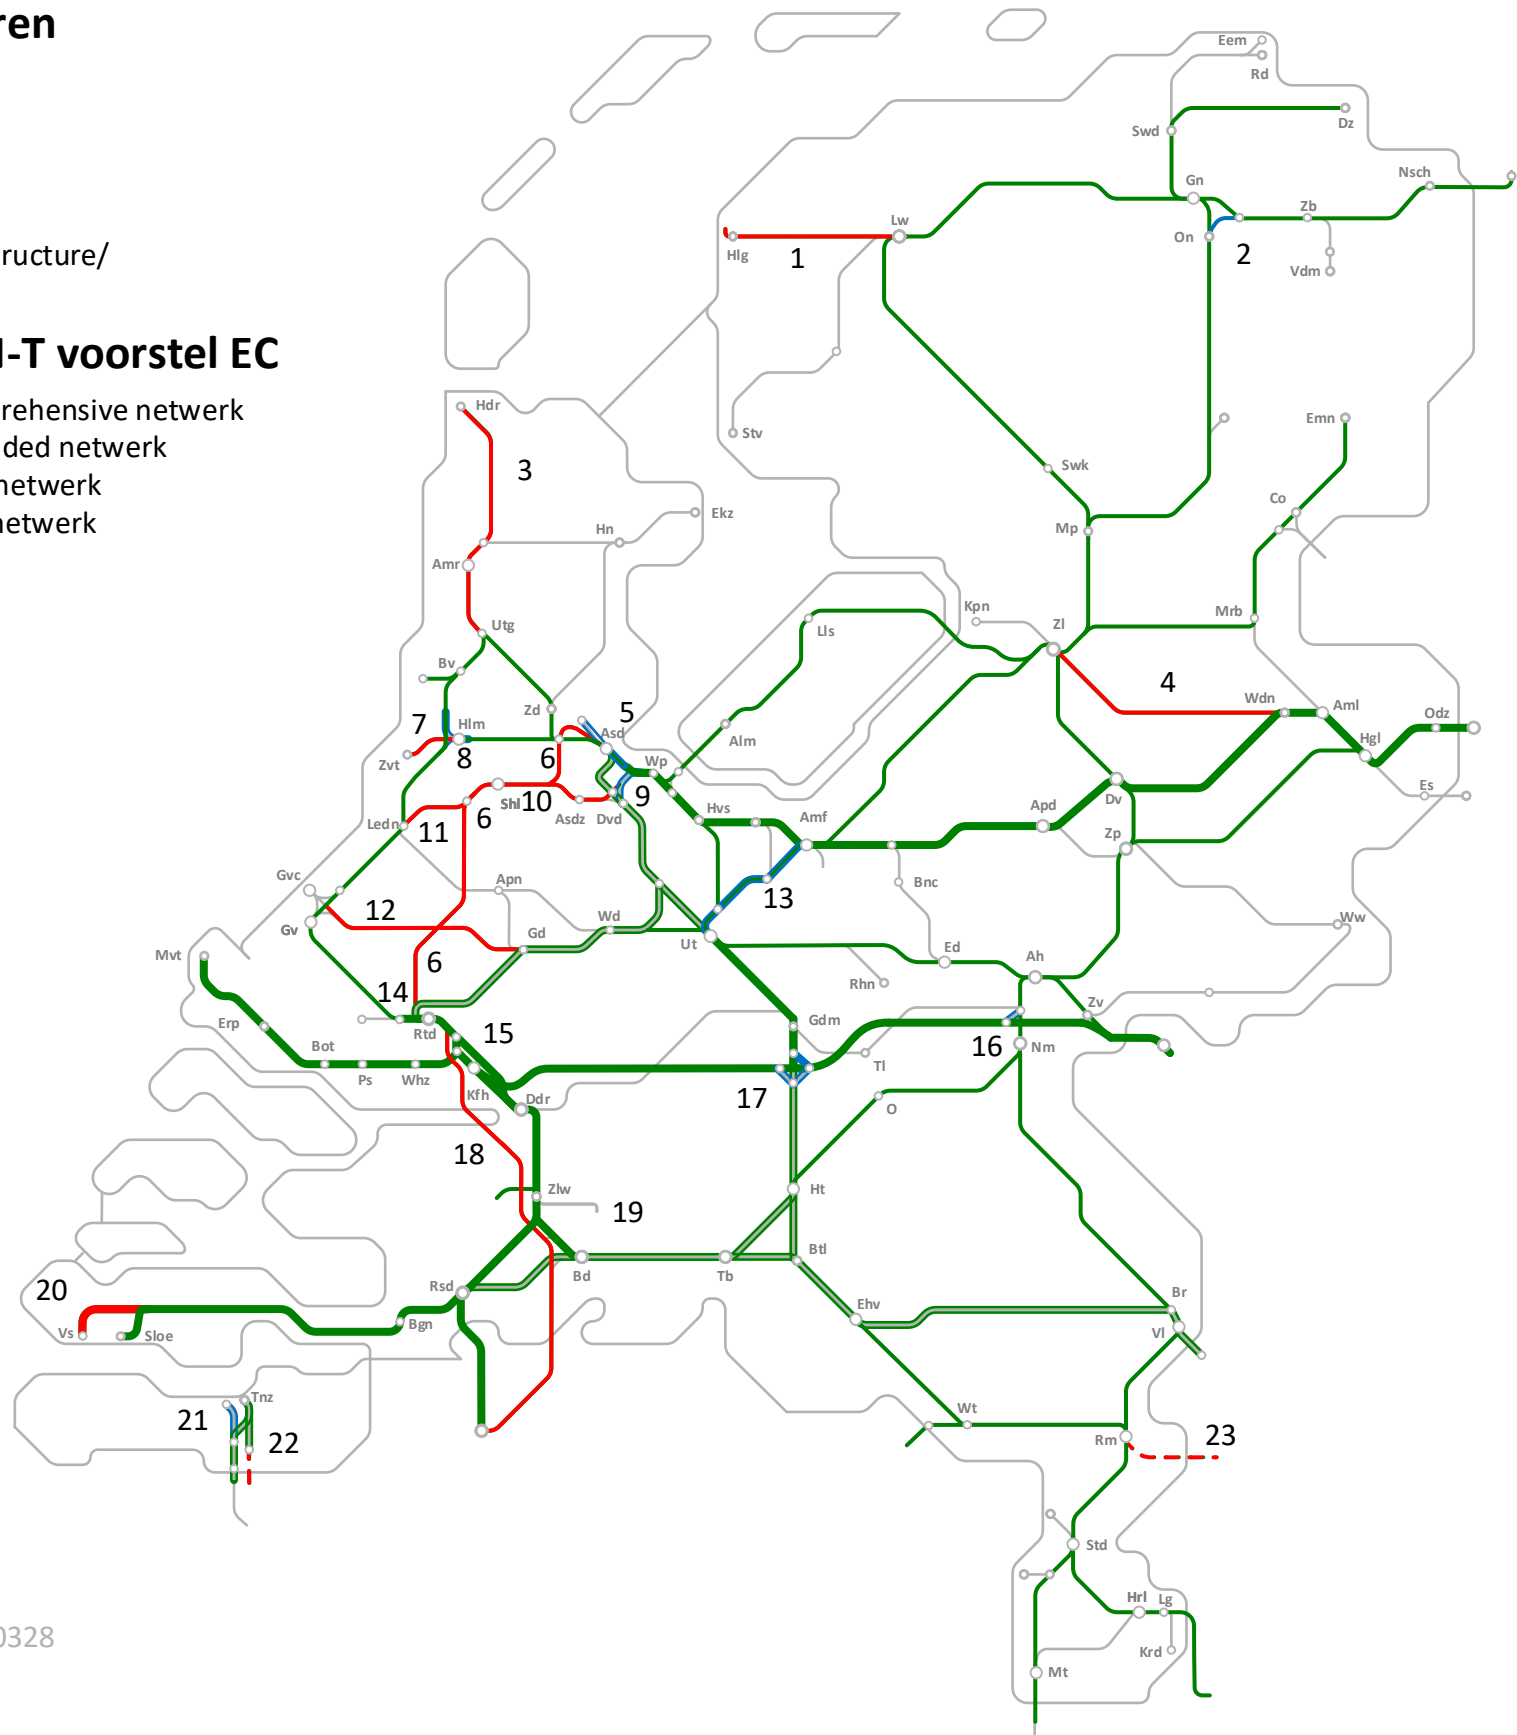 ren
ructure/
N-T voorstel EC
rehensive netwerk
ded netwerk
netwerk
netwerk
Eem
Rd
Swd
Dz
Nsch
Gn
Zb
Lw
On
Hlg
1
2
Vdm
Hdr
Stv
Emn
3
Swk
Co
Ekz
Hn
Mp
Amr
Kpn
Mrb
Utg
Lls
Zl
Bv
4
Wdn
Aml
Odz
7
Hlm
Zd
5
Asd
Alm
Hgl
8
6
Zvt
Wp
9
Shl
10
Es
6
Asdz
Dvd
Hvs
Amf
Apd
Dv
Ledn
11
Zp
Gvc
Apn
13
Bnc
12
Wd
Ww
Gv
Gd
Ut
Mvt
6
Ed
Ah
Rhn
14
Zv
Erp
Rtd
15
Gdm
Bot
16
Nm
Ps
Whz
Tl
Kfh
Ddr
17
O
18
Zlw
19
Ht
20
Rsd
Bd
Tb
Btl
Vs
Sloe
Bgn
Ehv
Br
Vl
21
Tnz
22
Wt
Rm
23
Std
Hrl
Lg
0328
Krd
Mt